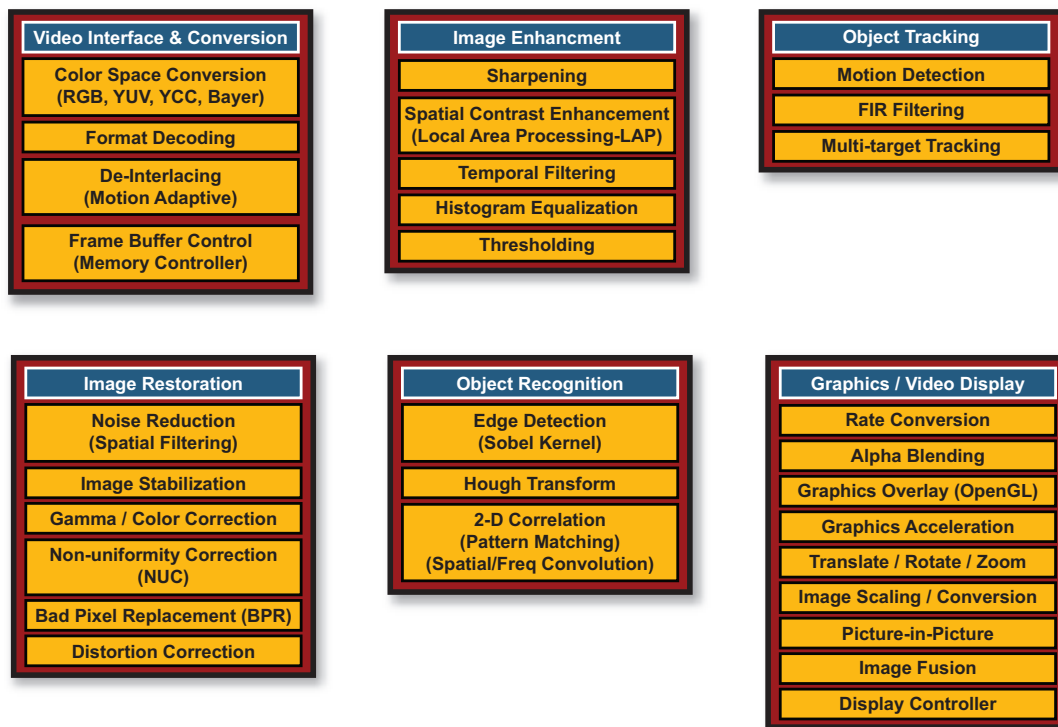 Video Interface & Conversion
Color Space Conversion
(RGB, YUV, YCC, Bayer)
Format Decoding
De-Interlacing
(Motion Adaptive)
Frame Buffer Control
(Memory Controller)
Image Enhancment
Sharpening
Spatial Contrast Enhancement
(Local Area Processing-LAP)
Temporal Filtering
Histogram Equalization
Thresholding
Object Tracking
Motion Detection
FIR Filtering
Multi-target Tracking
Image Restoration
Noise Reduction
(Spatial Filtering)
Image Stabilization
Gamma / Color Correction
Non-uniformity Correction
(NUC)
Bad Pixel Replacement (BPR)
Distortion Correction
Object Recognition
Edge Detection
(Sobel Kernel)
Hough Transform
2-D Correlation
(Pattern Matching)
(Spatial/Freq Convolution)
Graphics / Video Display
Rate Conversion
Alpha Blending
Graphics Overlay (OpenGL)
Graphics Acceleration
Translate / Rotate / Zoom
Image Scaling / Conversion
Picture-in-Picture
Image Fusion
Display Controller